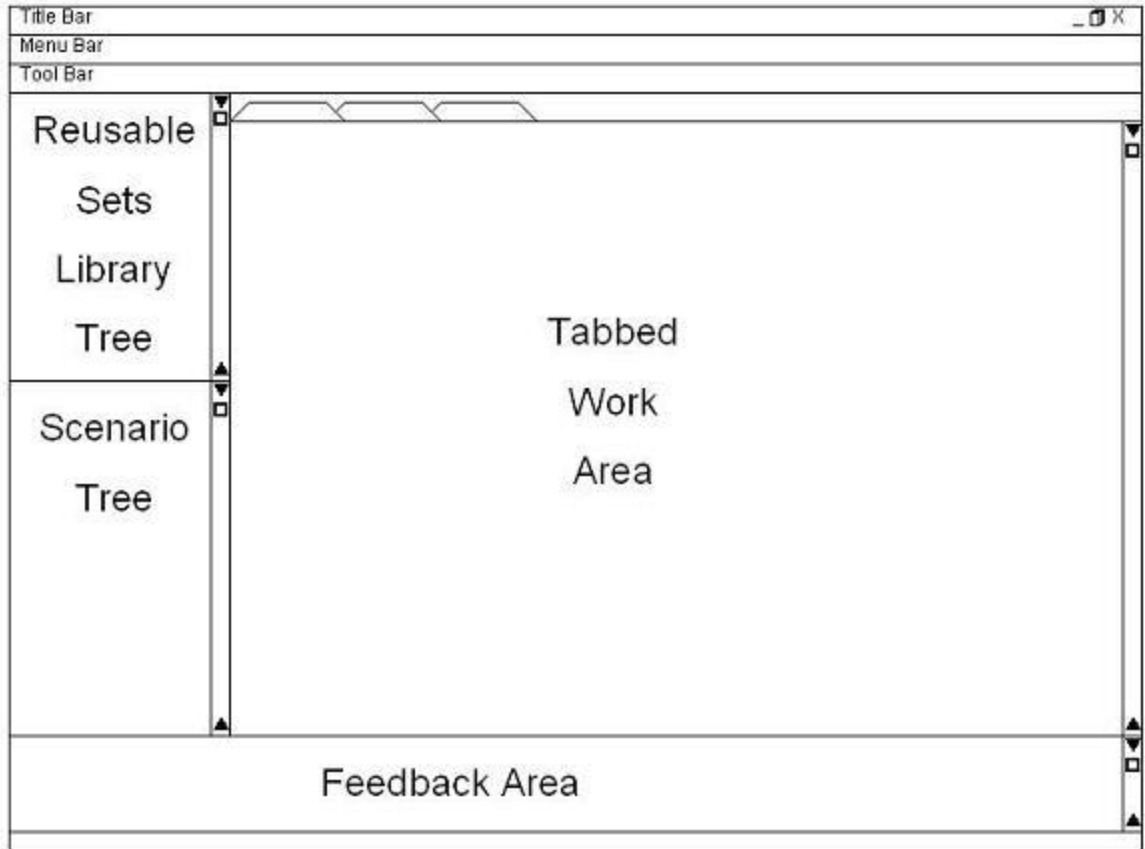 Title Bar
Menu Bar
Tool Bar
Reusable
Sets
Library
Tree
Scenario
Tree
Tabbed
Work
Area
Feedback Area